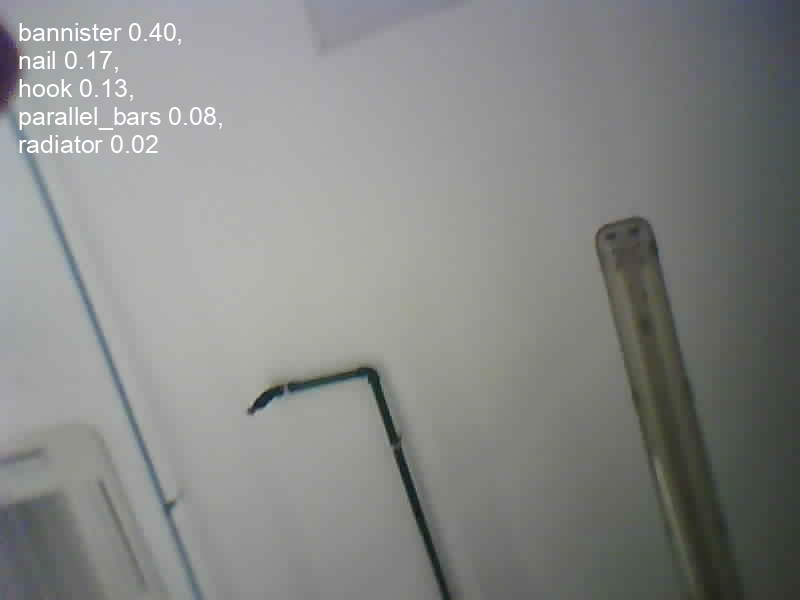 bannister 0.40,
nail 0.17,
hook 0.13,
parallel_bars 0.08,
radiator 0.02